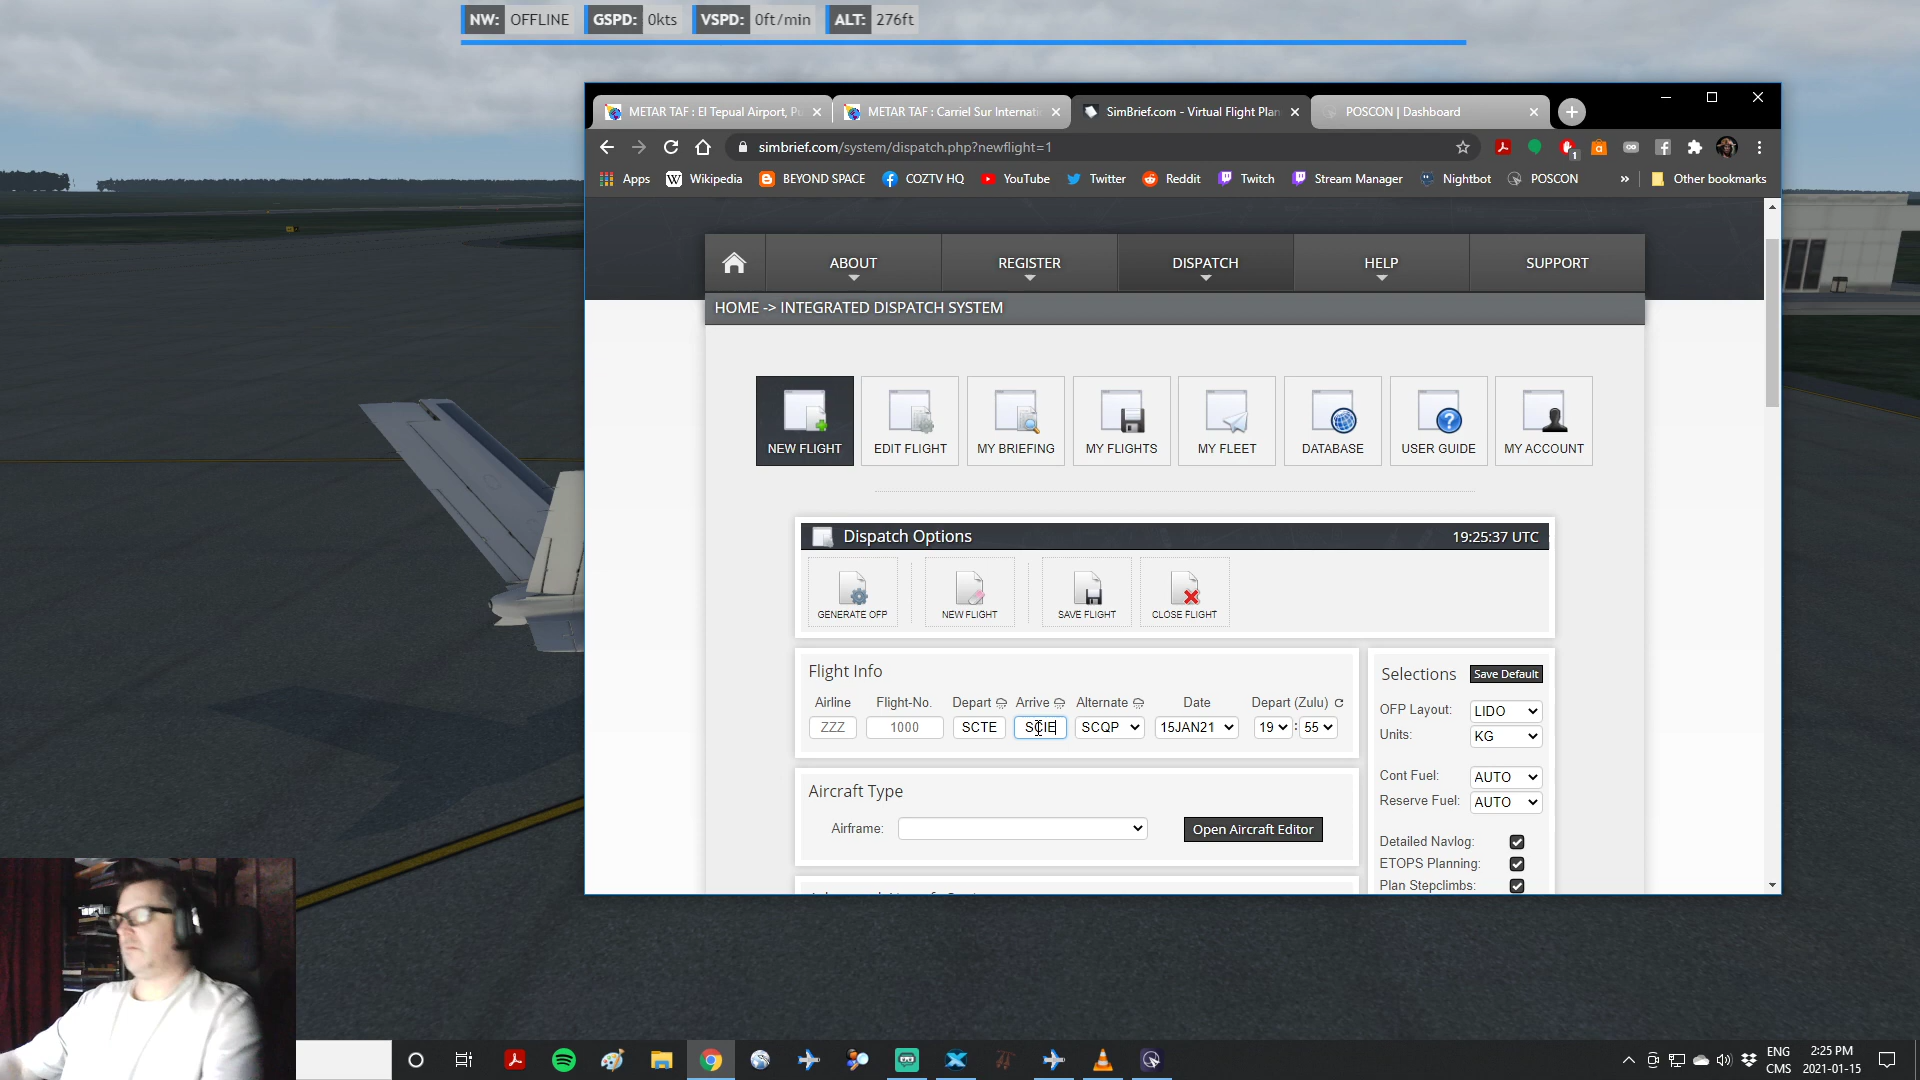 NW: OFFLINE GSPD: 0kts VSPD: 0ft/min ALT: 276ft
METAR TAF : El Tepual Airport, Pu
METAR TAF : Carriel Sur Internatio
SimBrief.com - Virtual Flight Plan
POSCON | Dashboard
simbrief.com/system/dispatch.php?newflight=1
1
Apps Wikipedia BEYOND SPACE COZTV HQ YouTube Twitter Reddit Twitch Stream Manager Nightbot POSCON » Other bookmarks
ABOUT REGISTER DISPATCH HELP SUPPORT
HOME -> INTEGRATED DISPATCH SYSTEM
NEW FLIGHT EDIT FLIGHT MY BRIEFING MY FLIGHTS MY FLEET DATABASE USER GUIDE MY ACCOUNT
Dispatch Options 19:25:37 UTC
GENERATE OFP NEW FLIGHT SAVE FLIGHT CLOSE FLIGHT
Flight Info
Airline Flight-No. Depart Arrive Alternate Date Depart (Zulu)
ZZZ 1000 SCTE SCIE SCQP 15JAN21 19 : 55
Selections Save Default
OFP Layout: LIDO
Units: KG
Cont Fuel: AUTO
Reserve Fuel: AUTO
Detailed Navlog:
ETOPS Planning:
Plan Stepclimbs:
Aircraft Type
Airframe: Open Aircraft Editor
ENG
CMS
2:25 PM
2021-01-15